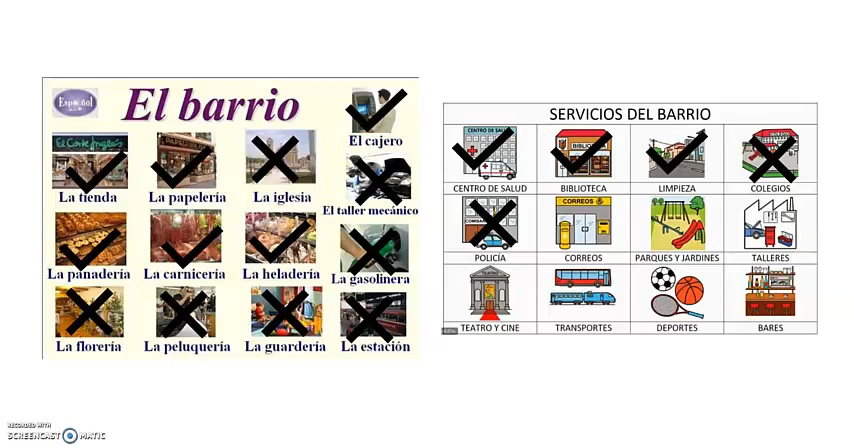 Español
El barrio
El cajero
El Corte Inglés
La tienda
La papelería
La iglesia
El taller mecánico
La panadería
La carnicería
La heladería
La gasolinera
La florería
La peluquería
La guardería
La estación
SERVICIOS DEL BARRIO
CENTRO DE SALUD
CENTRO DE SALUD
BIBLIOTECA
LIMPIEZA
COLEGIOS
CORREOS
POLICÍA
CORREOS
PARQUES Y JARDINES
TALLERES
TEATRO
TEATRO Y CINE
TRANSPORTES
DEPORTES
BARES
RECORDED WITH
SCREENCAST MATIC